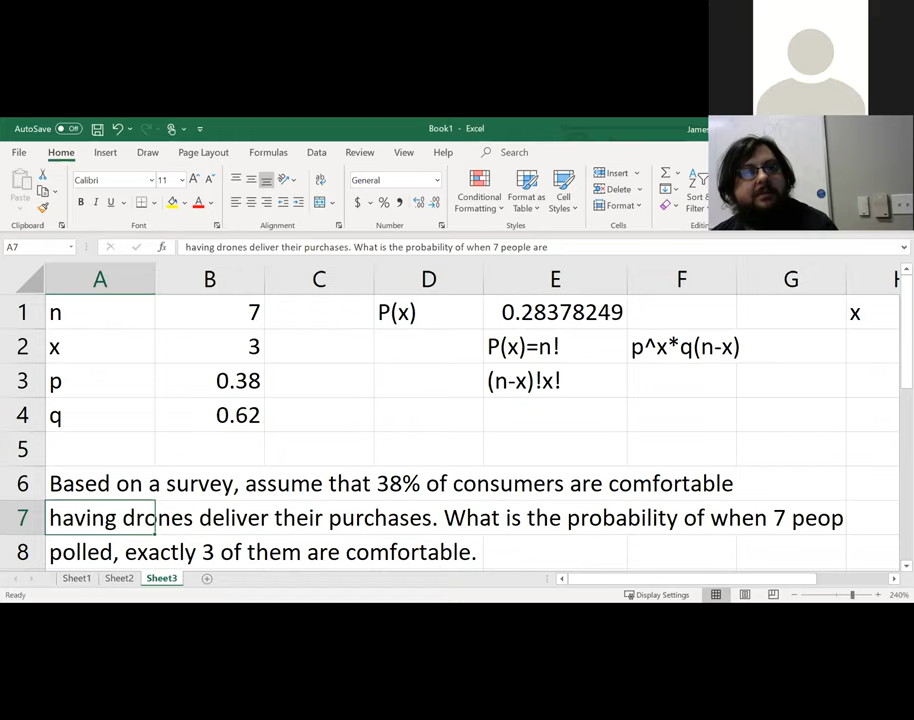 AutoSave Off Book1 - Excel James
File Home Insert Draw Page Layout Formulas Data Review View Help Search
Paste Calibri 11 A A ab General Conditional Formatting Format as Table Cell Styles Insert Delete Format Sort
B I U A $ % ,
Clipboard Font Alignment Number Styles Cells
A7 fx having drones deliver their purchases. What is the probability of when 7 people are
A B C D E F G H
1 n 7 P(x) 0.28378249 x
2 x 3 P(x)=n! p^x*q(n-x)
3 p 0.38 (n-x)!x!
4 q 0.62
5
6 Based on a survey, assume that 38% of consumers are comfortable
7 having drones deliver their purchases. What is the probability of when 7 peop
8 polled, exactly 3 of them are comfortable.
Sheet1 Sheet2 Sheet3
Ready Display Settings 240%